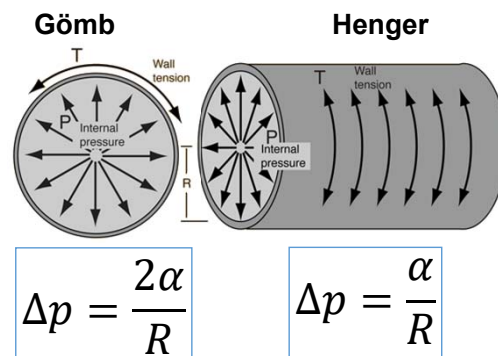 Gömb
Henger
T
Wall
tension
P
Internal
pressure
R
T
Wall
tension
P
Internal
pressure
Δp = 2α/R
Δp = α/R